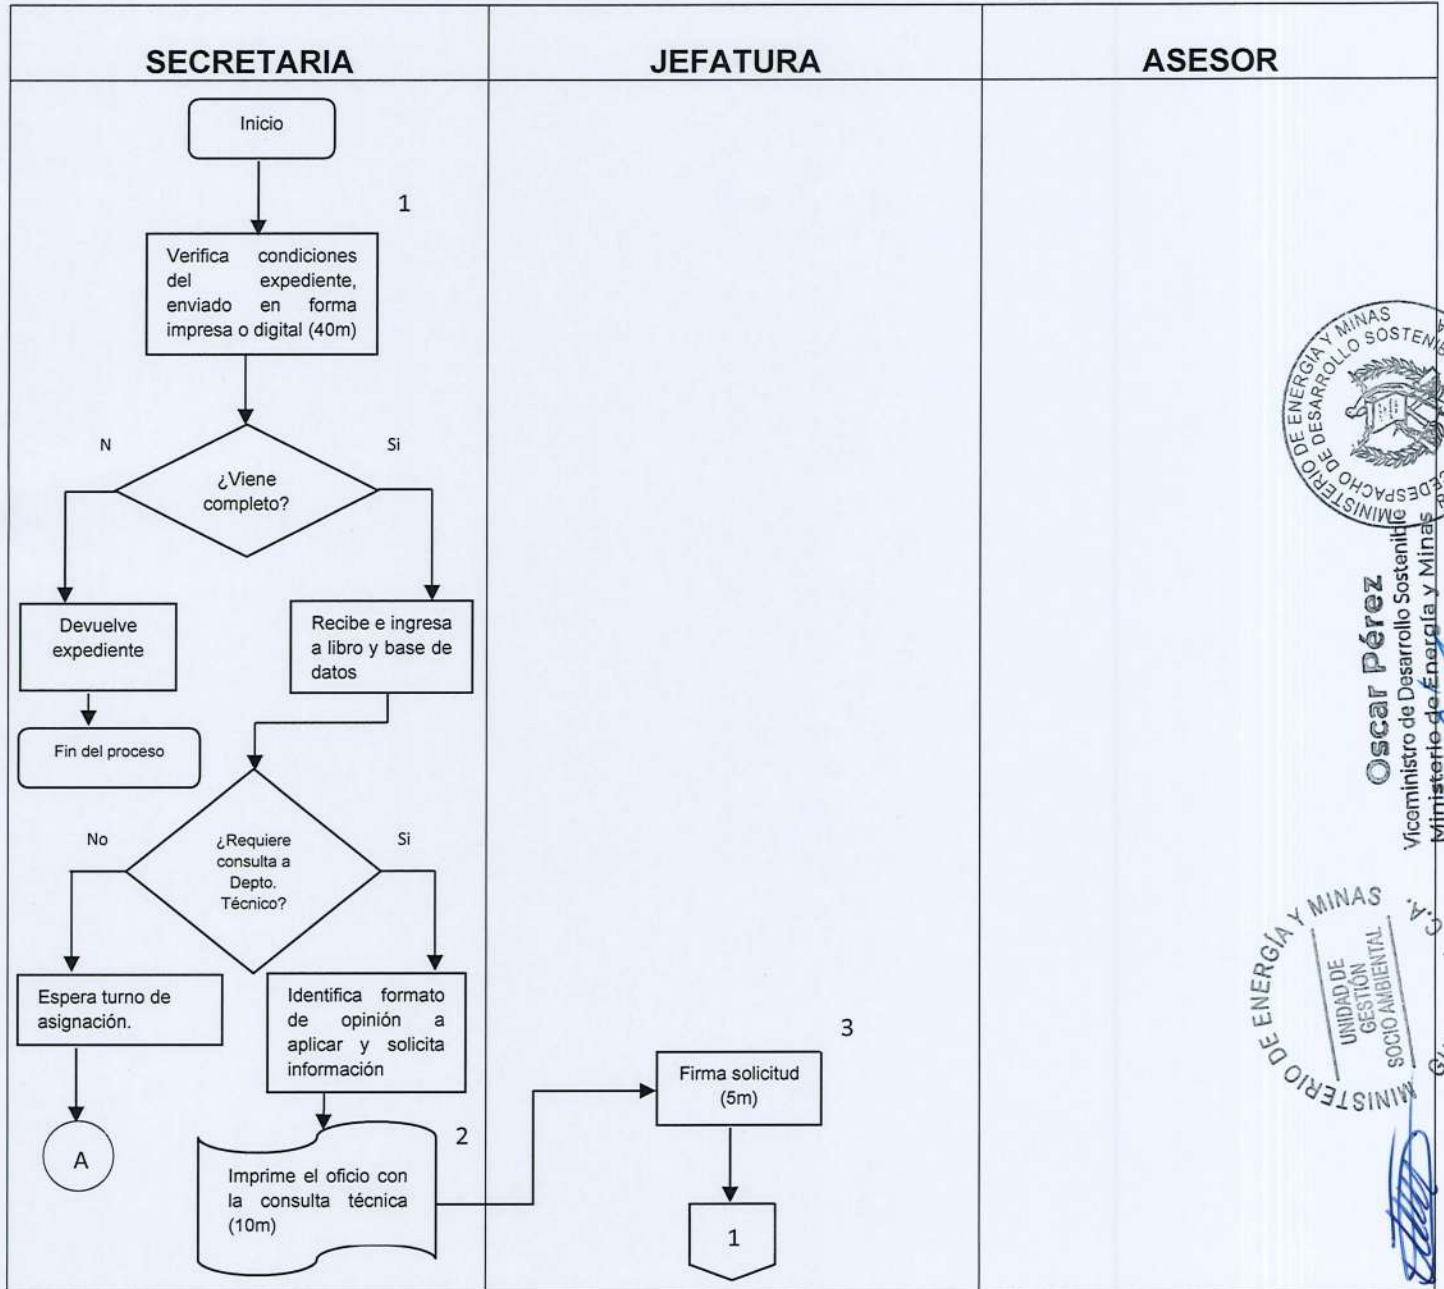 SECRETARIA
JEFATURA
ASESOR
Inicio
1
Verifica condiciones
del expediente,
enviado en forma
impresa o digital (40m)
N
Si
¿Viene
completo?
Devuelve
expediente
Recibe e ingresa
a libro y base de
datos
Fin del proceso
No
Si
¿Requiere
consulta a
Depto.
Técnico?
Espera turno de
asignación.
Identifica formato
de opinión a
aplicar y solicita
información
A
2
Imprime el oficio con
la consulta técnica
(10m)
3
Firma solicitud
(5m)
1
MINISTERIO DE ENERGIA Y MINAS
DE DESARROLLO
Oscar Pérez
Viceministro de Desarrollo Sostenible
Ministerio de Energía y Minas
MINISTERIO DE ENERGÍA Y MINAS
UNIDAD DE
GESTIÓN
SOCIO AMBIENTAL
C.A.